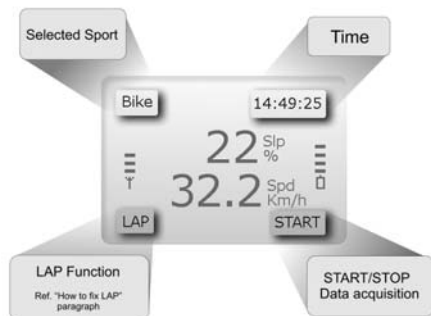 Selected Sport
Time
Bike
14:49:25
22 Slp %
32.2 Spd Km/h
LAP
START
LAP Function
Ref. "How to fix LAP"
paragraph
START/STOP
Data acquisition